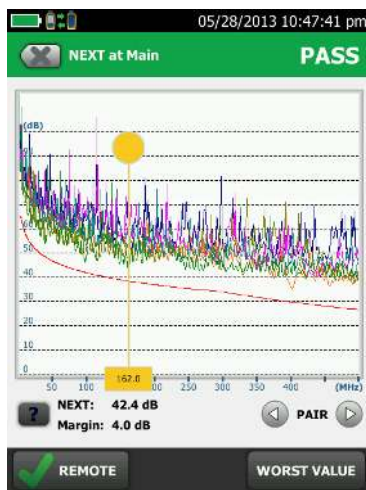 05/28/2013 10:47:41 pm
NEXT at Main
PASS
(dB)
50
40
30
20
10
0
50 100 162.0 200 250 300 350 400 (MHz)
? NEXT: 42.4 dB
Margin: 4.0 dB
PAIR
REMOTE
WORST VALUE